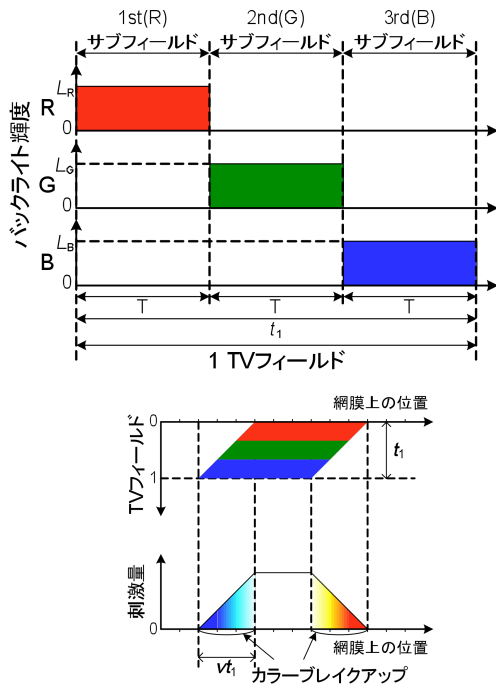 1st(R) 2nd(G) 3rd(B)
サブフィールド サブフィールド サブフィールド
バックライト輝度
R
LR
0
G
LG
0
B
LB
0
T T T
t1
1 TVフィールド
網膜上の位置
TVフィールド
0
1
t1
刺激量
0
網膜上の位置
vt1
カラーブレイクアップ